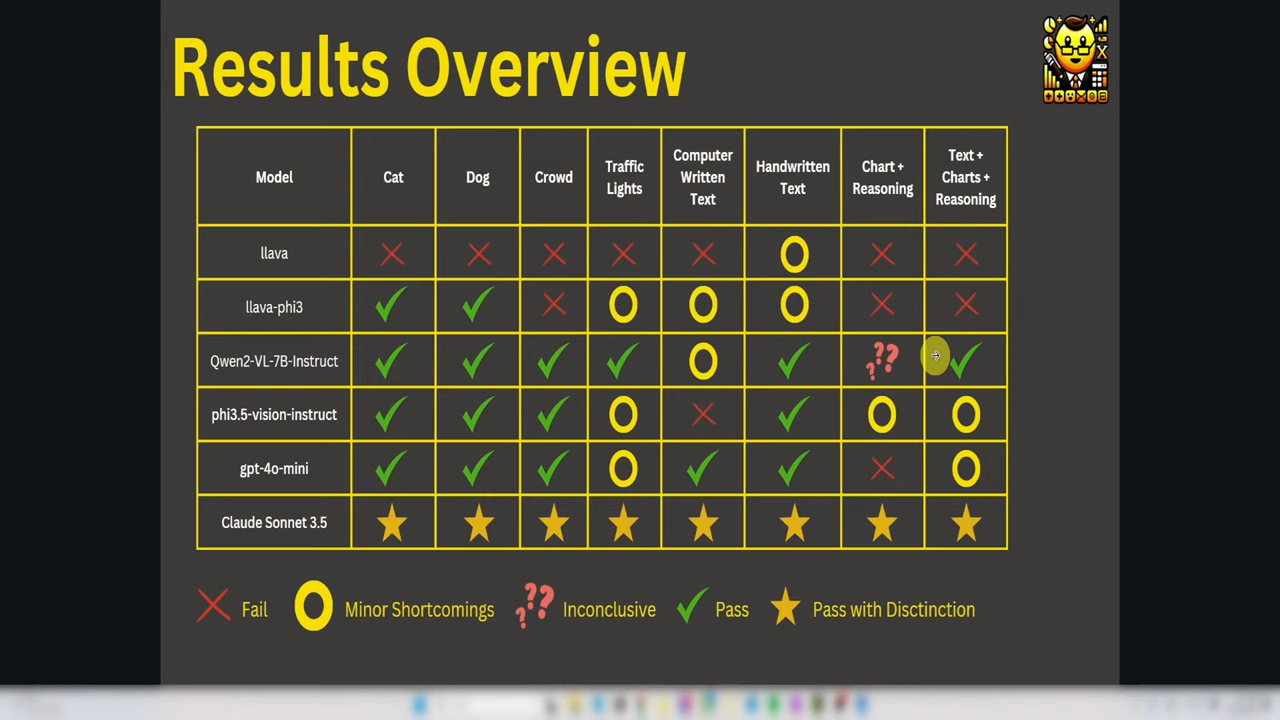 Results Overview
Model
Cat
Dog
Crowd
Traffic
Lights
Computer
Written
Text
Handwritten
Text
Chart +
Reasoning
Text +
Charts +
Reasoning
llava
llava-phi3
Qwen2-VL-7B-Instruct
phi3.5-vision-instruct
gpt-4o-mini
Claude Sonnet 3.5
Fail
Minor Shortcomings
Inconclusive
Pass
Pass with Disctinction